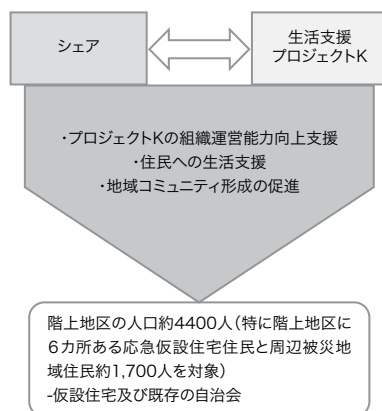 シェア
生活支援
プロジェクトK
・プロジェクトKの組織運営能力向上支援
・住民への生活支援
・地域コミュニティ形成の促進
階上地区の人口約4400人（特に階上地区に
6カ所ある応急仮設住宅住民と周辺被災地
域住民約1,700人を対象）
-仮設住宅及び既存の自治会